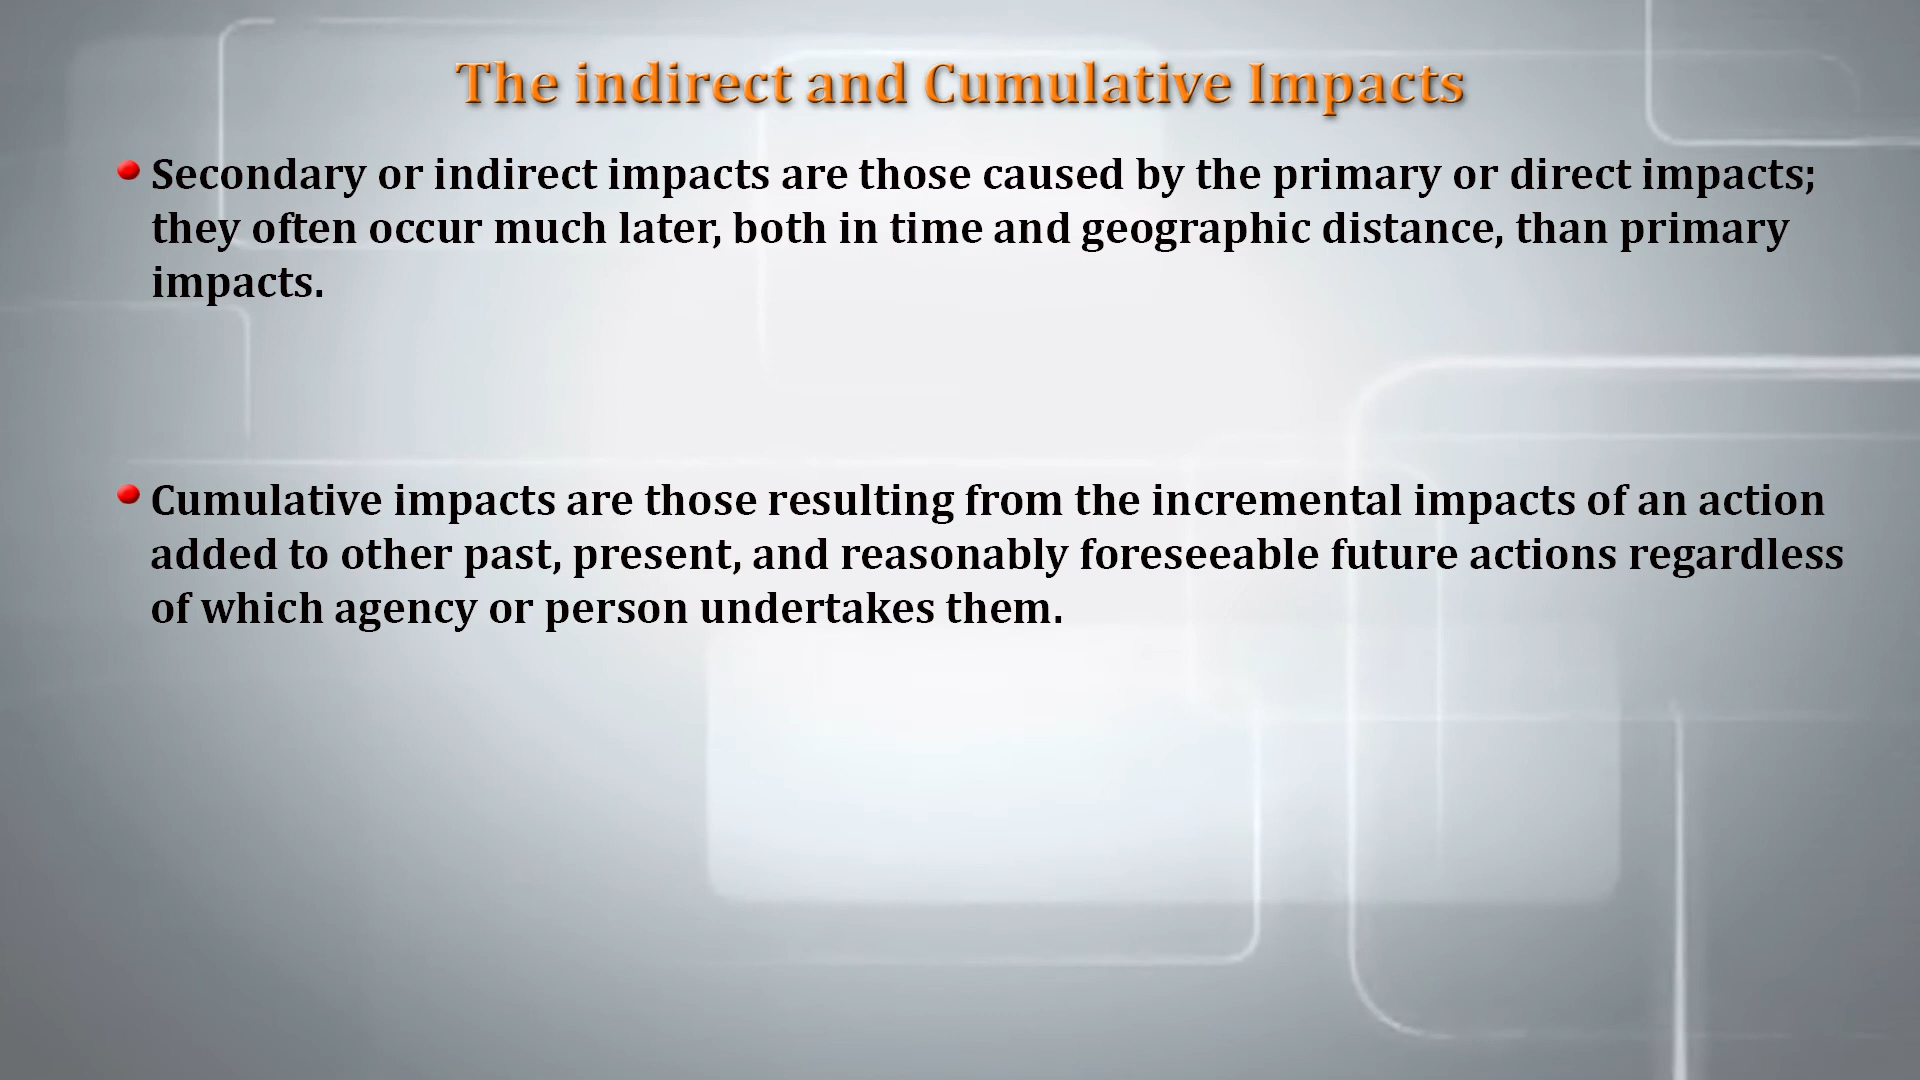 The indirect and Cumulative Impacts
Secondary or indirect impacts are those caused by the primary or direct impacts;
they often occur much later, both in time and geographic distance, than primary
impacts.
Cumulative impacts are those resulting from the incremental impacts of an action
added to other past, present, and reasonably foreseeable future actions regardless
of which agency or person undertakes them.